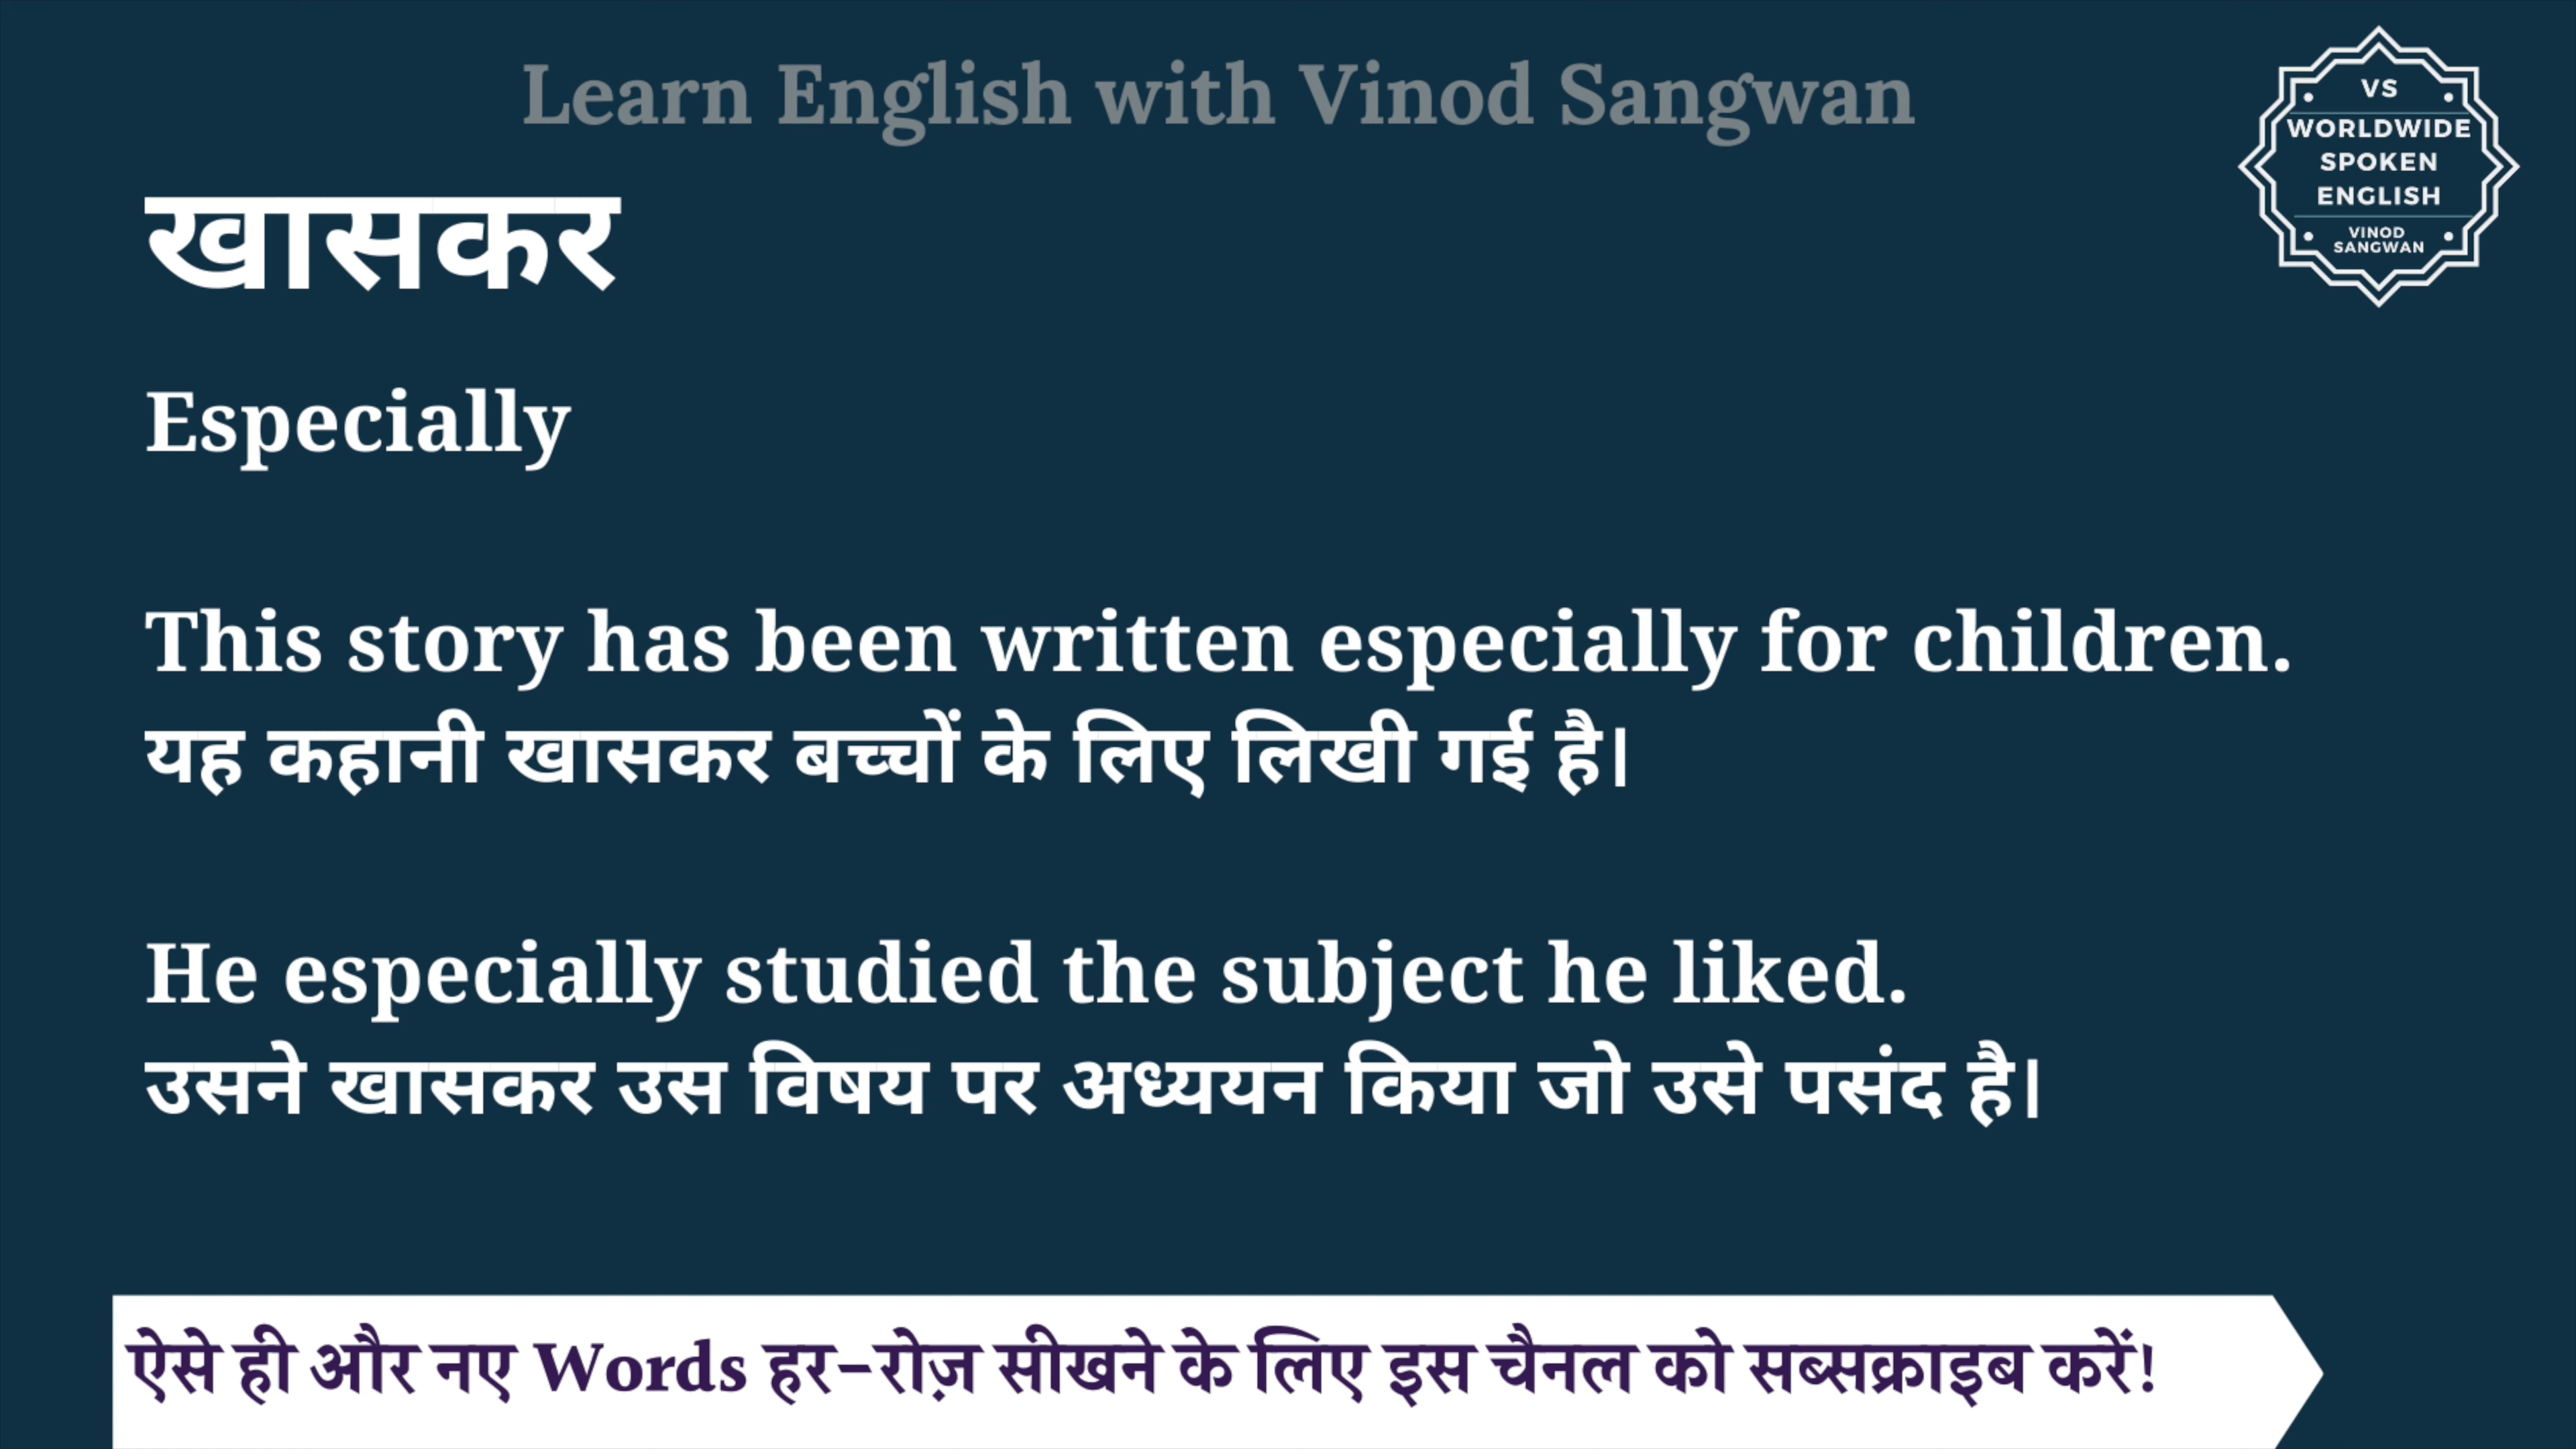 Learn English with Vinod Sangwan
VS
WORLDWIDE
SPOKEN
ENGLISH
VINOD
SANGWAN
खासकर
Especially
This story has been written especially for children.
यह कहानी खासकर बच्चों के लिए लिखी गई है।
He especially studied the subject he liked.
उसने खासकर उस विषय पर अध्ययन किया जो उसे पसंद है।
ऐसे ही और नए Words हर-रोज़ सीखने के लिए इस चैनल को सब्सक्राइब करें!